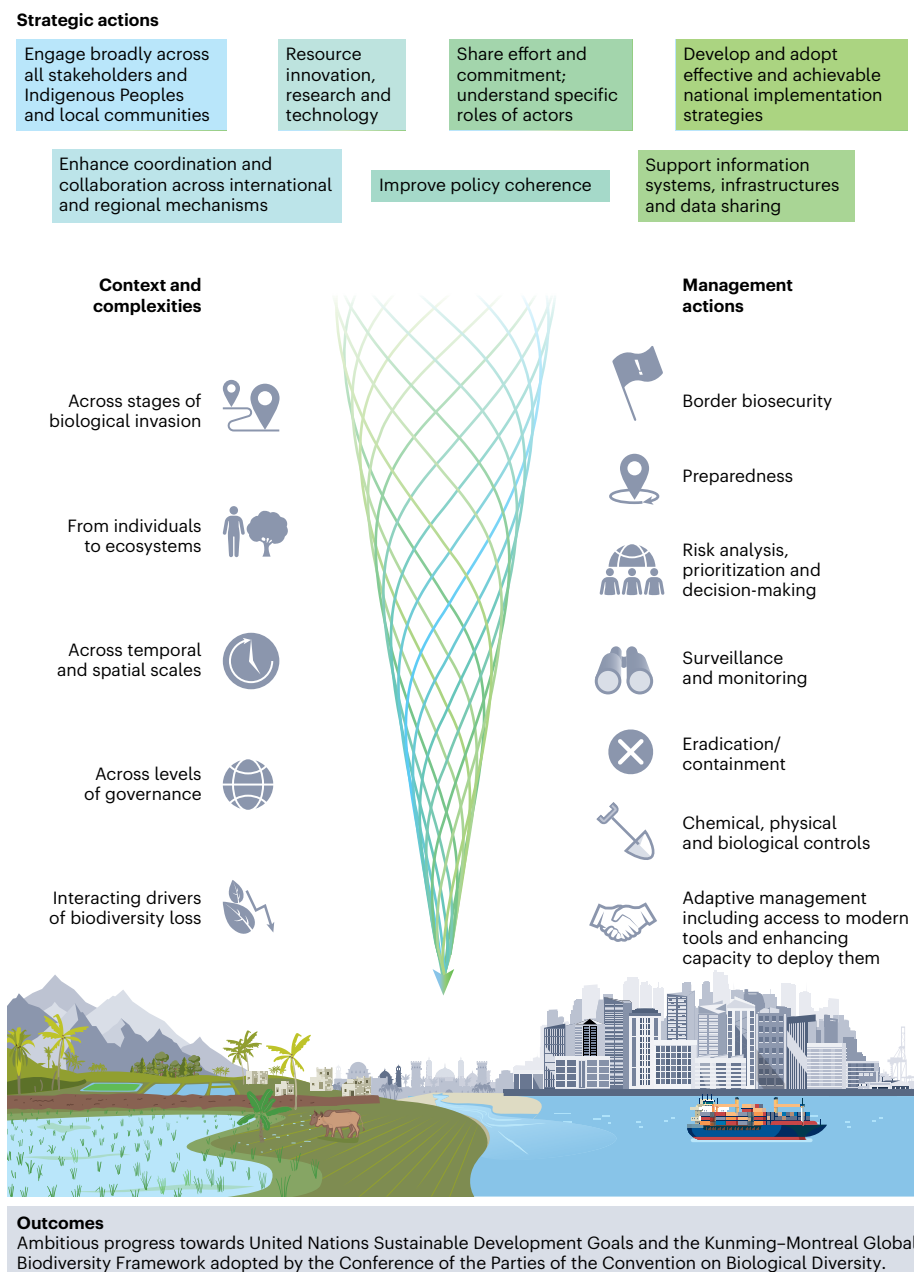 Strategic actions
Engage broadly across
all stakeholders and
Indigenous Peoples
and local communities
Resource
innovation,
research and
technology
Share effort and
commitment;
understand specific
roles of actors
Develop and adopt
effective and achievable
national implementation
strategies
Enhance coordination and
collaboration across international
and regional mechanisms
Improve policy coherence
Support information
systems, infrastructures
and data sharing
Context and
complexities
Across stages of
biological invasion
From individuals
to ecosystems
Across temporal
and spatial scales
Across levels
of governance
Interacting drivers
of biodiversity loss
Management
actions
!
Border biosecurity
Preparedness
Risk analysis,
prioritization and
decision-making
Surveillance
and monitoring
Eradication/
containment
Chemical, physical
and biological controls
Adaptive management
including access to modern
tools and enhancing
capacity to deploy them
Outcomes
Ambitious progress towards United Nations Sustainable Development Goals and the Kunming–Montreal Global
Biodiversity Framework adopted by the Conference of the Parties of the Convention on Biological Diversity.